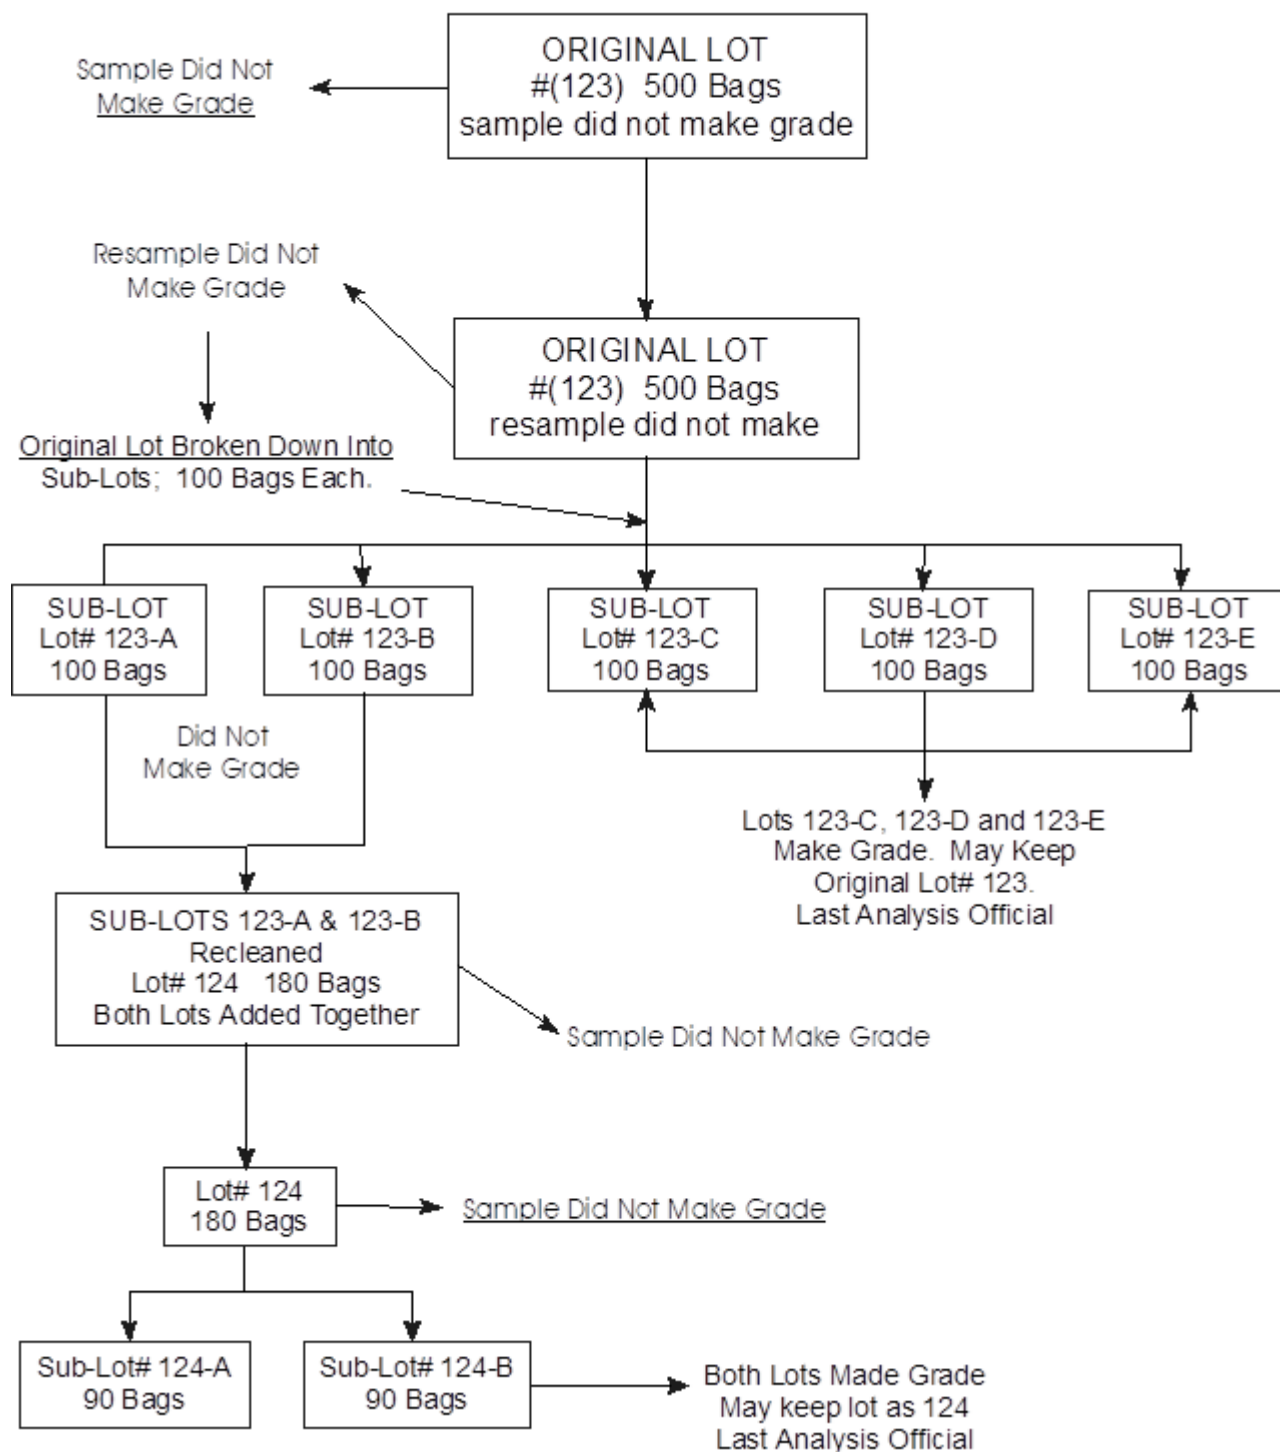 ORIGINAL LOT
#(123)  500 Bags
sample did not make grade
Sample Did Not
Make Grade
Resample Did Not
Make Grade
ORIGINAL LOT
#(123)  500 Bags
resample did not make
Original Lot Broken Down Into
Sub-Lots;  100 Bags Each.
SUB-LOT
Lot# 123-A
100 Bags
SUB-LOT
Lot# 123-B
100 Bags
SUB-LOT
Lot# 123-C
100 Bags
SUB-LOT
Lot# 123-D
100 Bags
SUB-LOT
Lot# 123-E
100 Bags
Did Not
Make Grade
Lots 123-C, 123-D and 123-E
Make Grade.  May Keep
Original Lot# 123.
Last Analysis Official
SUB-LOTS 123-A & 123-B
Recleaned
Lot# 124   180 Bags
Both Lots Added Together
Sample Did Not Make Grade
Lot# 124
180 Bags
Sample Did Not Make Grade
Sub-Lot# 124-A
90 Bags
Sub-Lot# 124-B
90 Bags
Both Lots Made Grade
May keep lot as 124
Last Analysis Official